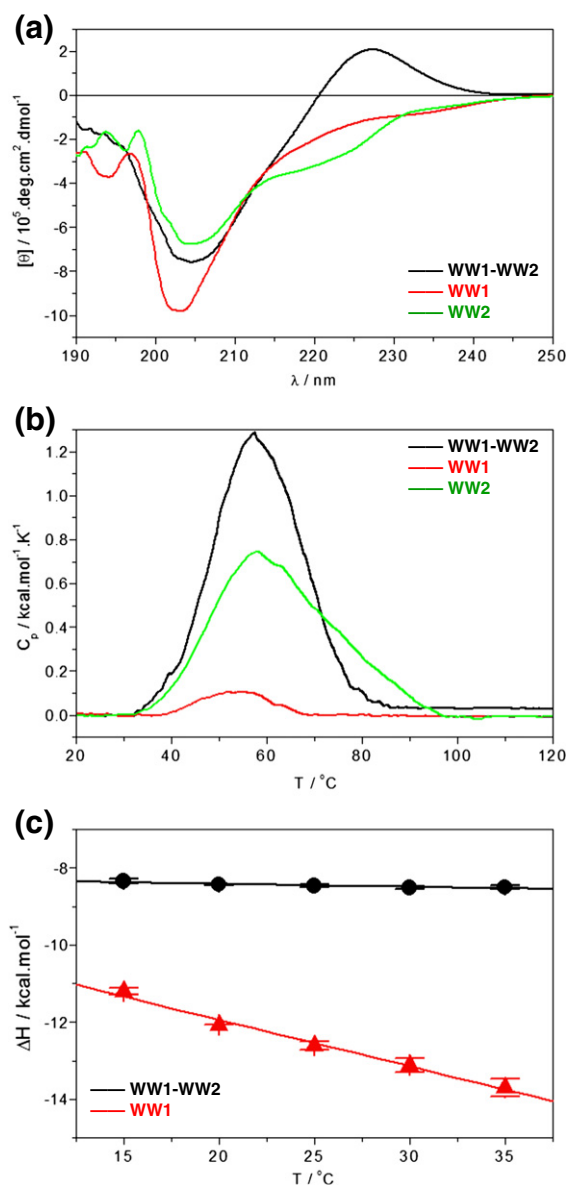 (a)
2
0
-2
-4
-6
-8
-10
[θ] / 10⁵.deg.cm².dmol⁻¹
WW1-WW2
WW1
WW2
190 200 210 220 230 240 250
λ / nm
(b)
1.2
1.0
0.8
0.6
0.4
0.2
0.0
Cₚ / kcal.mol⁻¹.K⁻¹
WW1-WW2
WW1
WW2
20 40 60 80 100 120
T / °C
(c)
-8
-10
-12
-14
ΔH / kcal.mol⁻¹
WW1-WW2
WW1
15 20 25 30 35
T / °C